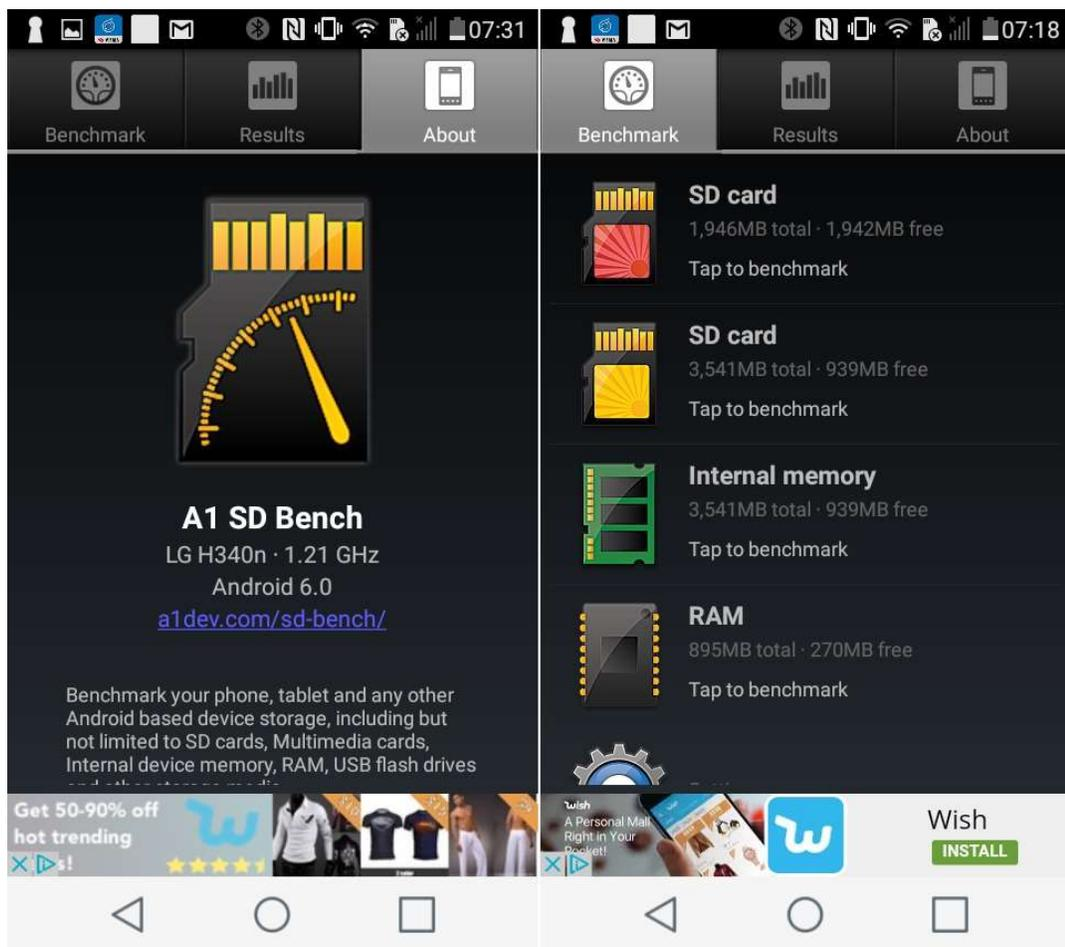 07:31
Benchmark
Results
About
A1 SD Bench
LG H340n · 1.21 GHz
Android 6.0
a1dev.com/sd-bench/
Benchmark your phone, tablet and any other
Android based device storage, including but
not limited to SD cards, Multimedia cards,
Internal device memory, RAM, USB flash drives
Get 50-90% off
hot trending
07:18
Benchmark
Results
About
SD card
1,946MB total · 1,942MB free
Tap to benchmark
SD card
3,541MB total · 939MB free
Tap to benchmark
Internal memory
3,541MB total · 939MB free
Tap to benchmark
RAM
895MB total · 270MB free
Tap to benchmark
wish
A Personal Mall
Right in Your
Pocket!
Wish
INSTALL